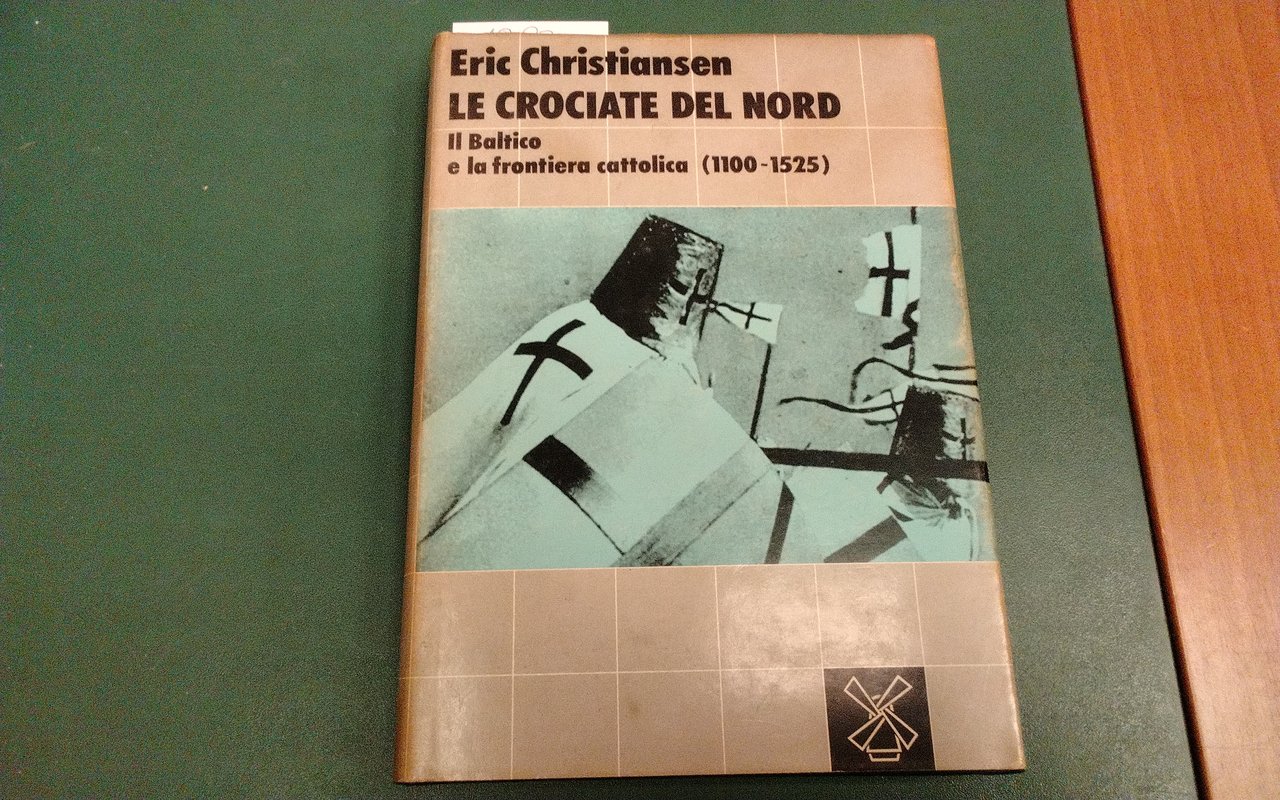 Eric Christiansen
LE CROCIATE DEL NORD
Il Baltico
e la frontiera cattolica (1100-1525)